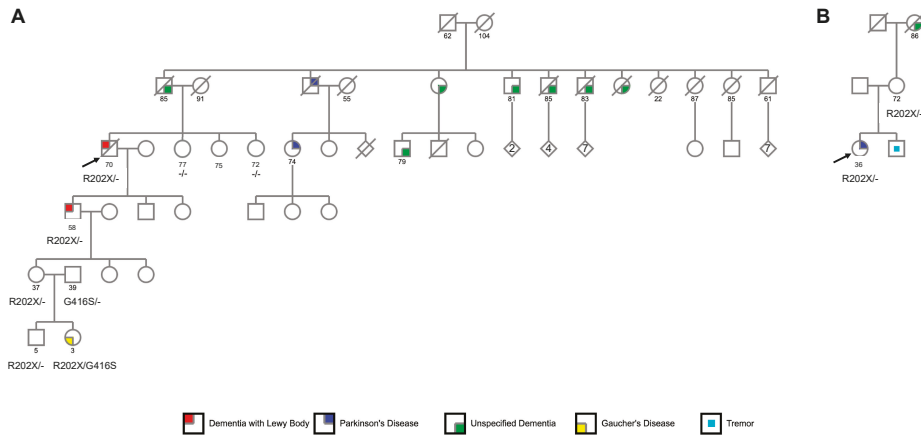 A
B
62 104
86
85 91 55 81 85 83 22 87 85 61
72
R202X/-
70 77 75 72 74 79 2 4 7 7
-/- -/-
R202X/-
36
R202X/-
58
R202X/-
37 39
R202X/- G416S/-
5 3
R202X/- R202X/G416S
Dementia with Lewy Body Parkinson's Disease Unspecified Dementia Gaucher's Disease Tremor